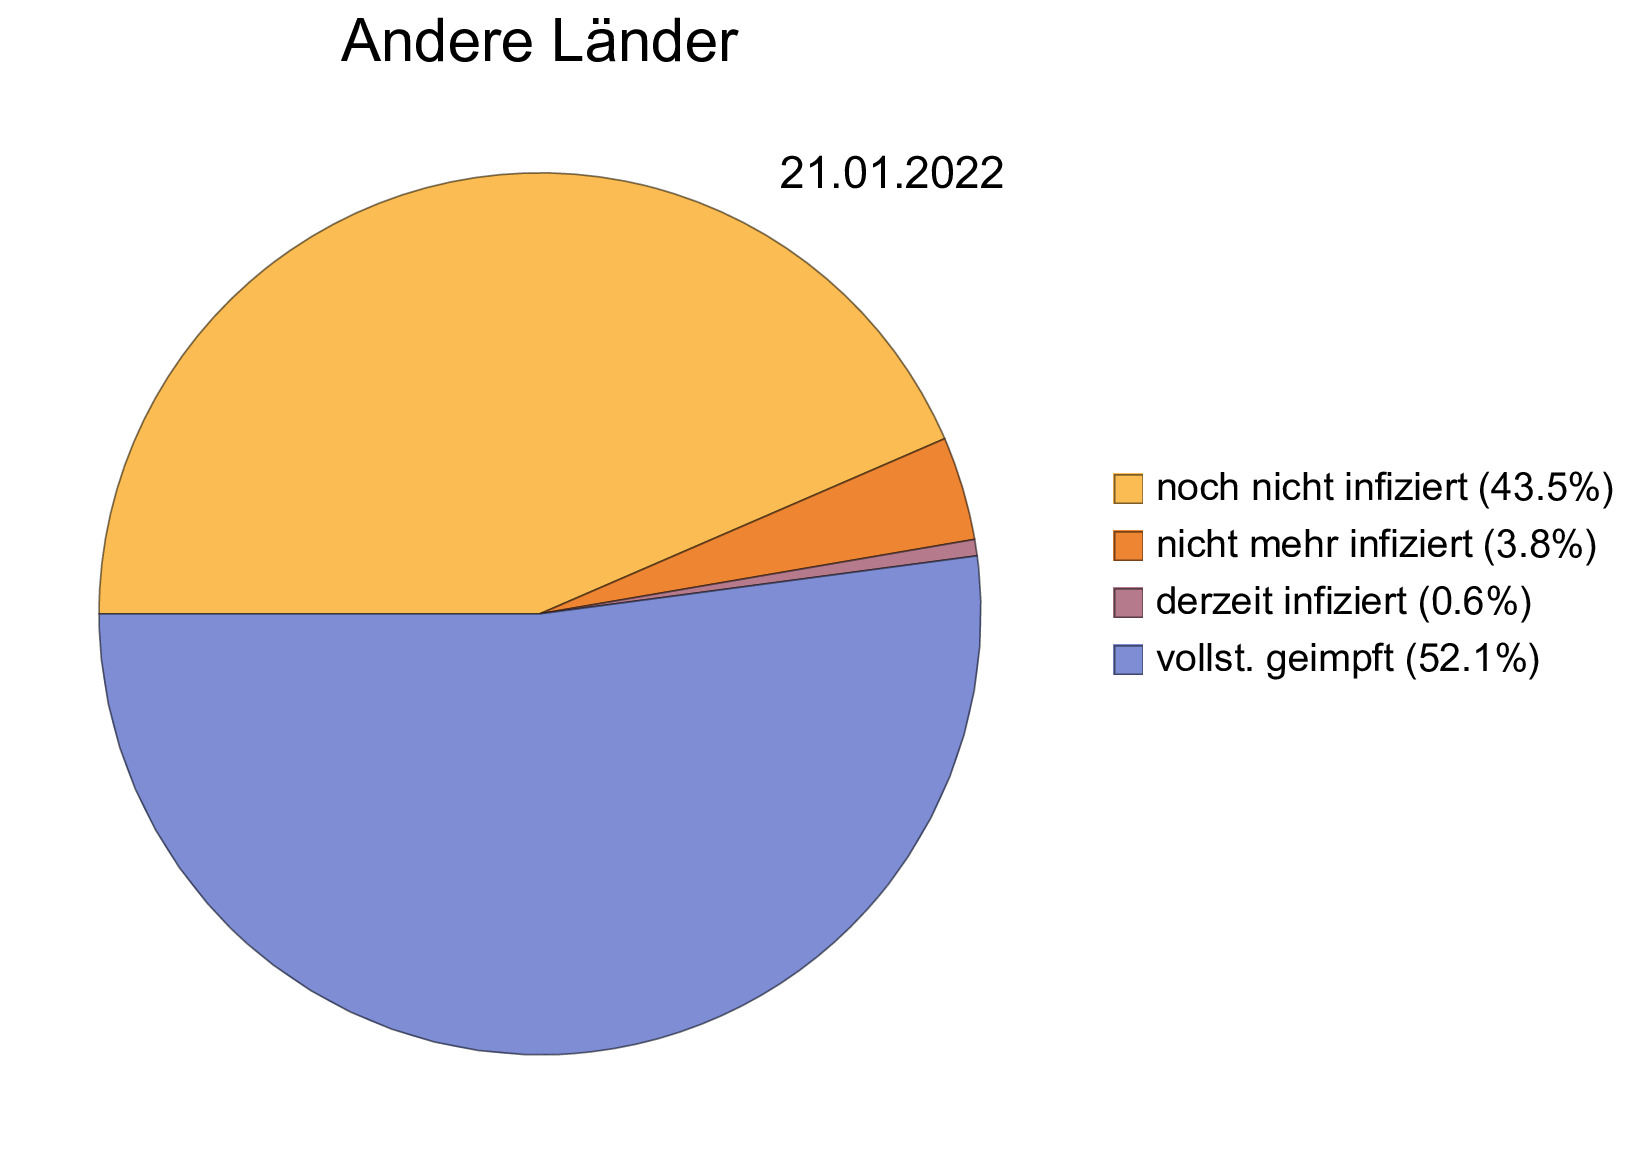 Andere Länder
21.01.2022
noch nicht infiziert (43.5%)
nicht mehr infiziert (3.8%)
derzeit infiziert (0.6%)
vollst. geimpft (52.1%)